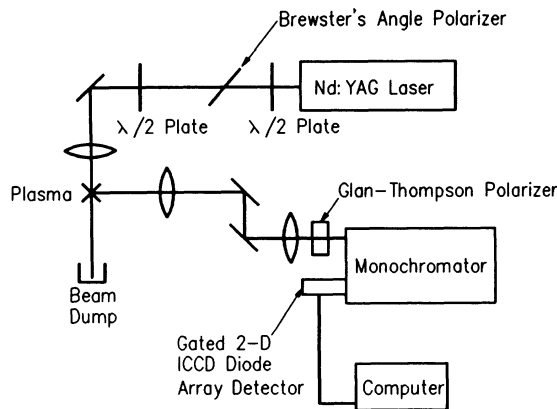 Brewster's Angle Polarizer
Nd: YAG Laser
λ/2 Plate
λ/2 Plate
Plasma
Glan-Thompson Polarizer
Monochromator
Beam
Dump
Gated 2-D
ICCD Diode
Array Detector
Computer